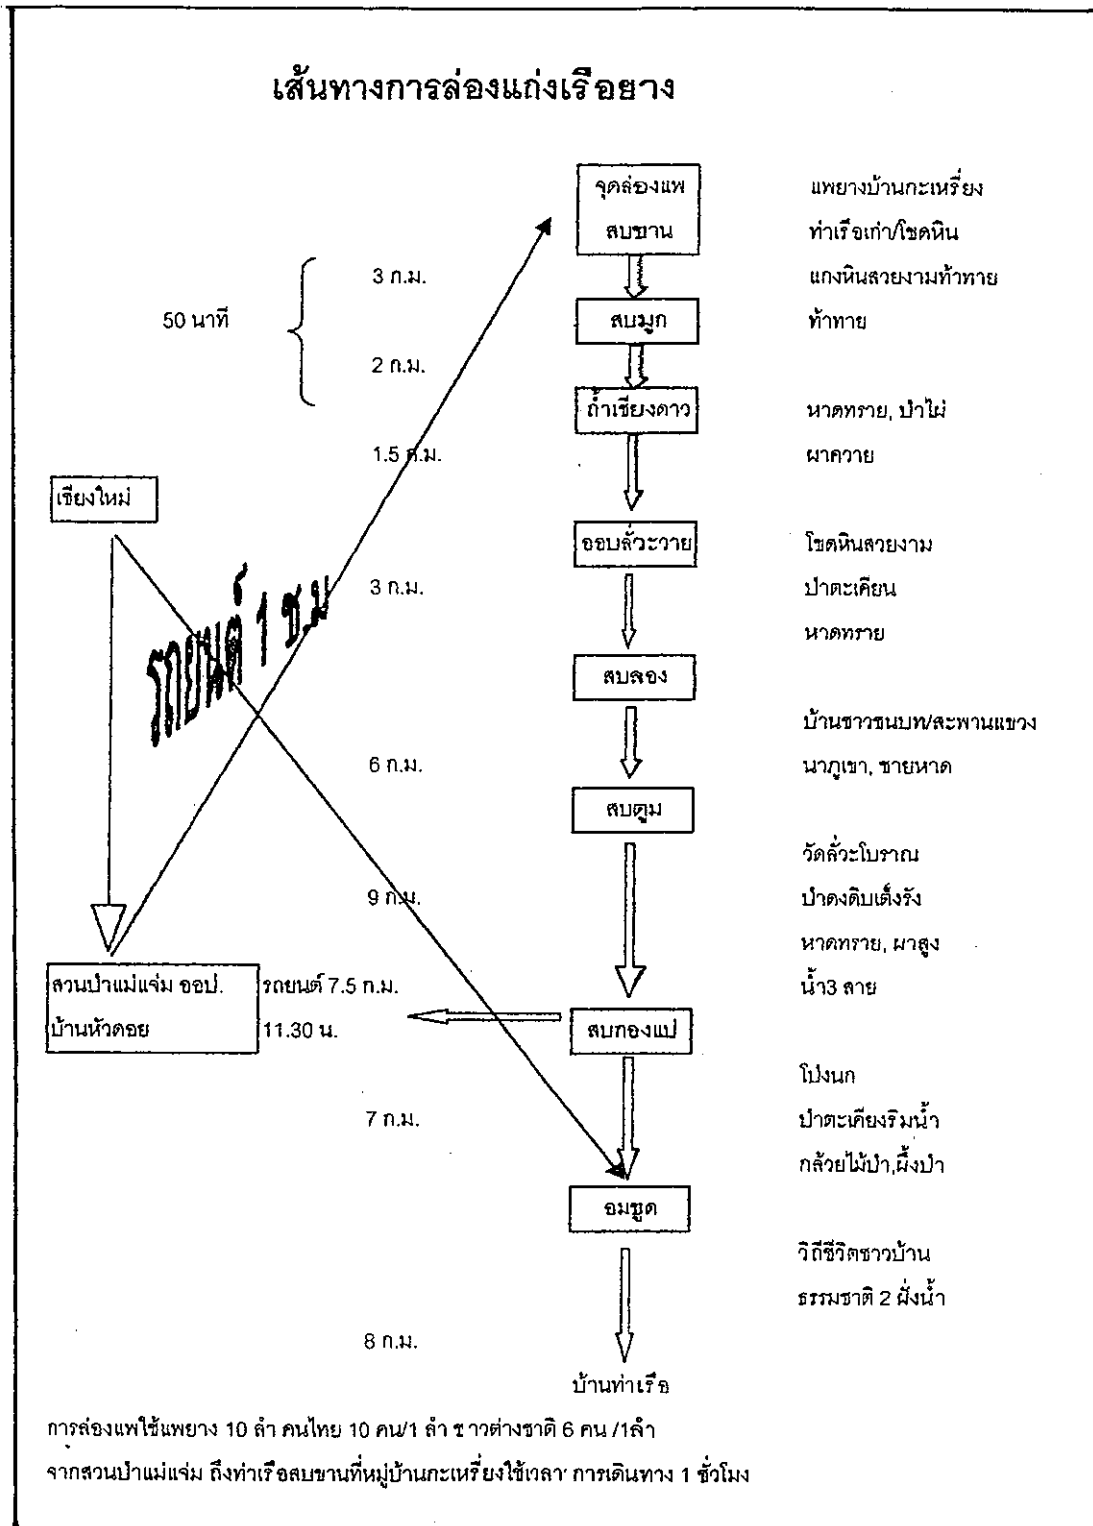 เส้นทางการล่องแก่งเรือยาง
จุดล่องแพ
สบขาน
แพยางบ้านกะเหรี่ยง
ท่าเรือเก่า/โชดหิน
3 ก.ม.
แกงหินสวยงามท้าทาย
50 นาที
สบมูก
ท้าทาย
2 ก.ม.
ถ้ำเชียงดาว
หาดทราย, ป่าไผ่
1.5 ก.ม.
ผาควาย
เชียงใหม่
ออบลั๊วะวาย
โขดหินสวยงาม
3 ก.ม.
ป่าตะเคียน
หาดทราย
รถยนต์ 1 ช.ม
สบสอง
บ้านชาวชนบท/สะพานแขวง
6 ก.ม.
นาภูเขา, ชายหาด
สบตูม
วัดลั๊วะโบราณ
9 ก.ม.
ป่าดงดิบเต็งรัง
หาดทราย, ผาสูง
สวนป่าแม่แจ่ม ออป.
รถยนต์ 7.5 ก.ม.
น้ำ3 สาย
บ้านหัวดอย
11.30 น.
สบกองแป
โป่งนก
7 ก.ม.
ป่าตะเคียงริมน้ำ
กล้วยไม้ป่า,ผึ้งป่า
อมขูด
วิถีชีวิตชาวบ้าน
ธรรมชาติ 2 ฝั่งน้ำ
8 ก.ม.
บ้านท่าเรือ
การล่องแพใช้แพยาง 10 ลำ คนไทย 10 คน/1 ลำ ชาวต่างชาติ 6 คน /1ลำ
จากสวนป่าแม่แจ่ม ถึงท่าเรือสบขานที่หมู่บ้านกะเหรี่ยงใช้เวลา การเดินทาง 1 ชั่วโมง